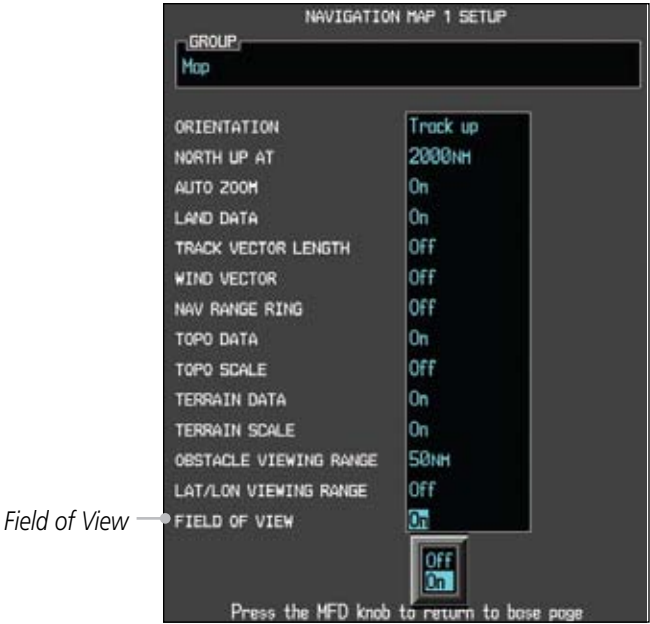 NAVIGATION MAP 1 SETUP
GROUP
Map
ORIENTATION Track up
NORTH UP AT 2000NM
AUTO ZOOM On
LAND DATA On
TRACK VECTOR LENGTH Off
WIND VECTOR Off
NAV RANGE RING Off
TOPO DATA On
TOPO SCALE Off
TERRAIN DATA On
TERRAIN SCALE On
OBSTACLE VIEWING RANGE 50NM
LAT/LON VIEWING RANGE Off
Field of View FIELD OF VIEW On
Off
On
Press the MFD knob to return to base page